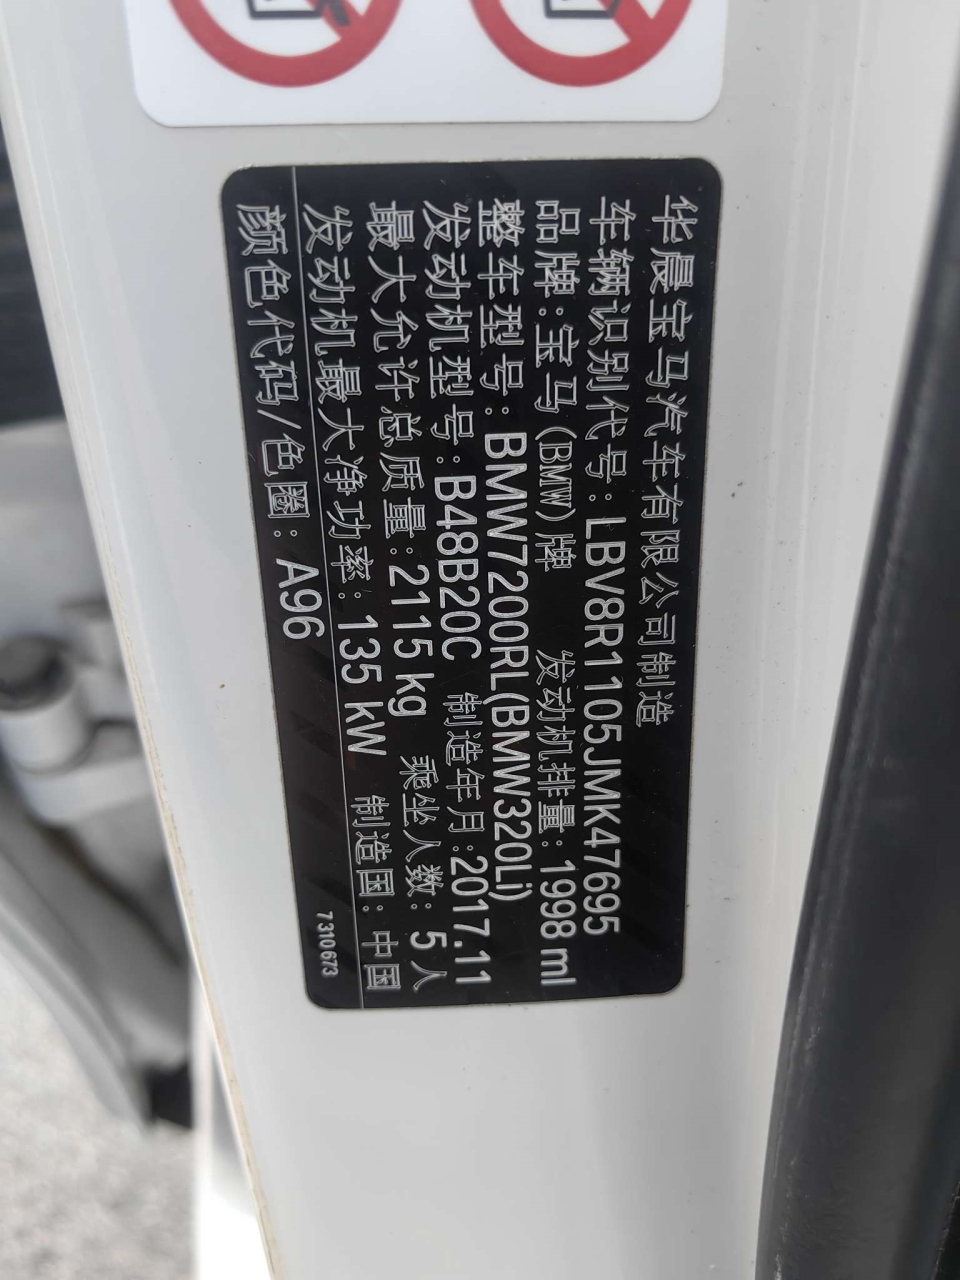 华晨宝马汽车有限公司制造
车辆识别代号:LBV8R1105JMK47695
品牌:宝马(BMW)牌 发动机排量:1998 ml
整车型号:BMW7200RL(BMW320Li)
发动机型号:B48B20C 制造年月:2017.11
最大允许总质量:2115 kg 乘坐人数:5人
发动机最大净功率:135 kW 制造国:中国
颜色代码/色圈:A96 7310673